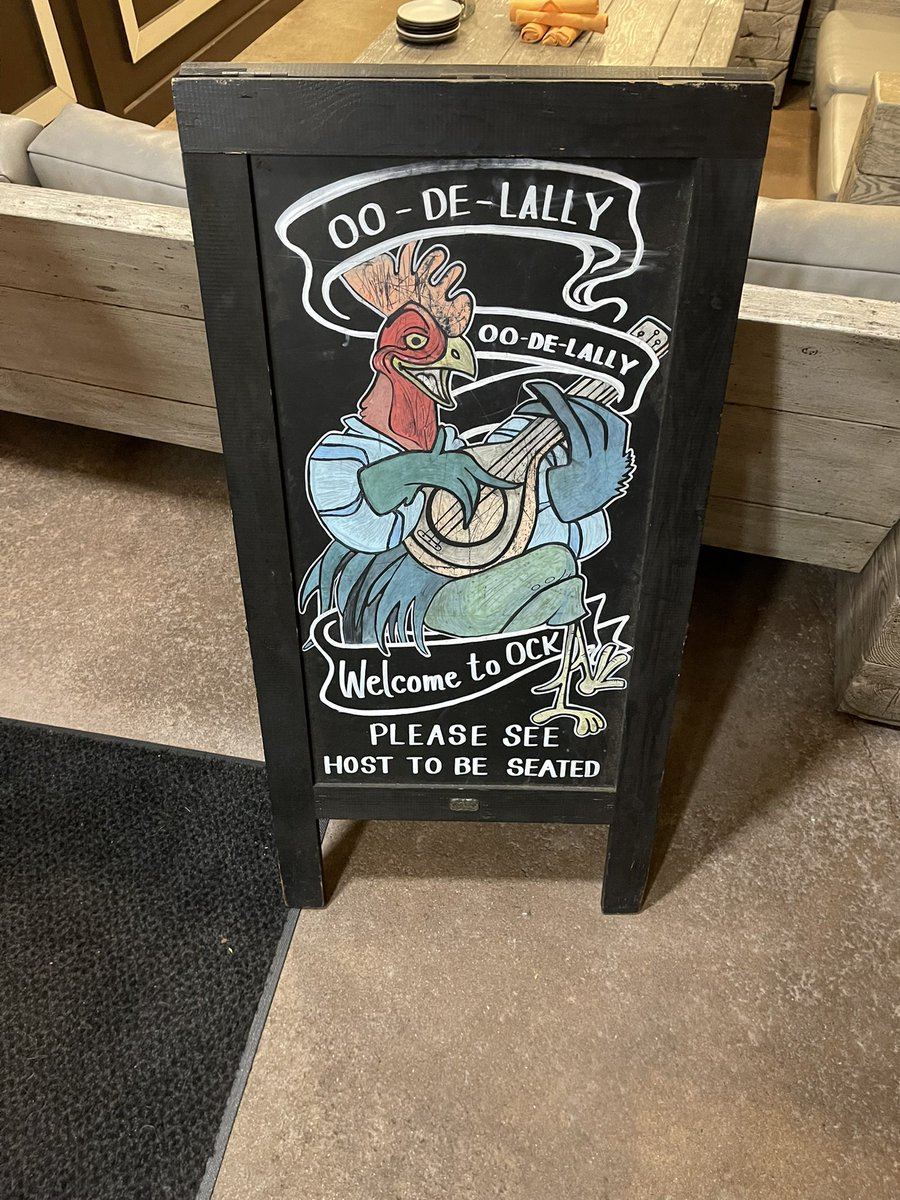 OO-DE-LALLY
OO-DE-LALLY
Welcome to OCK
PLEASE SEE
HOST TO BE SEATED